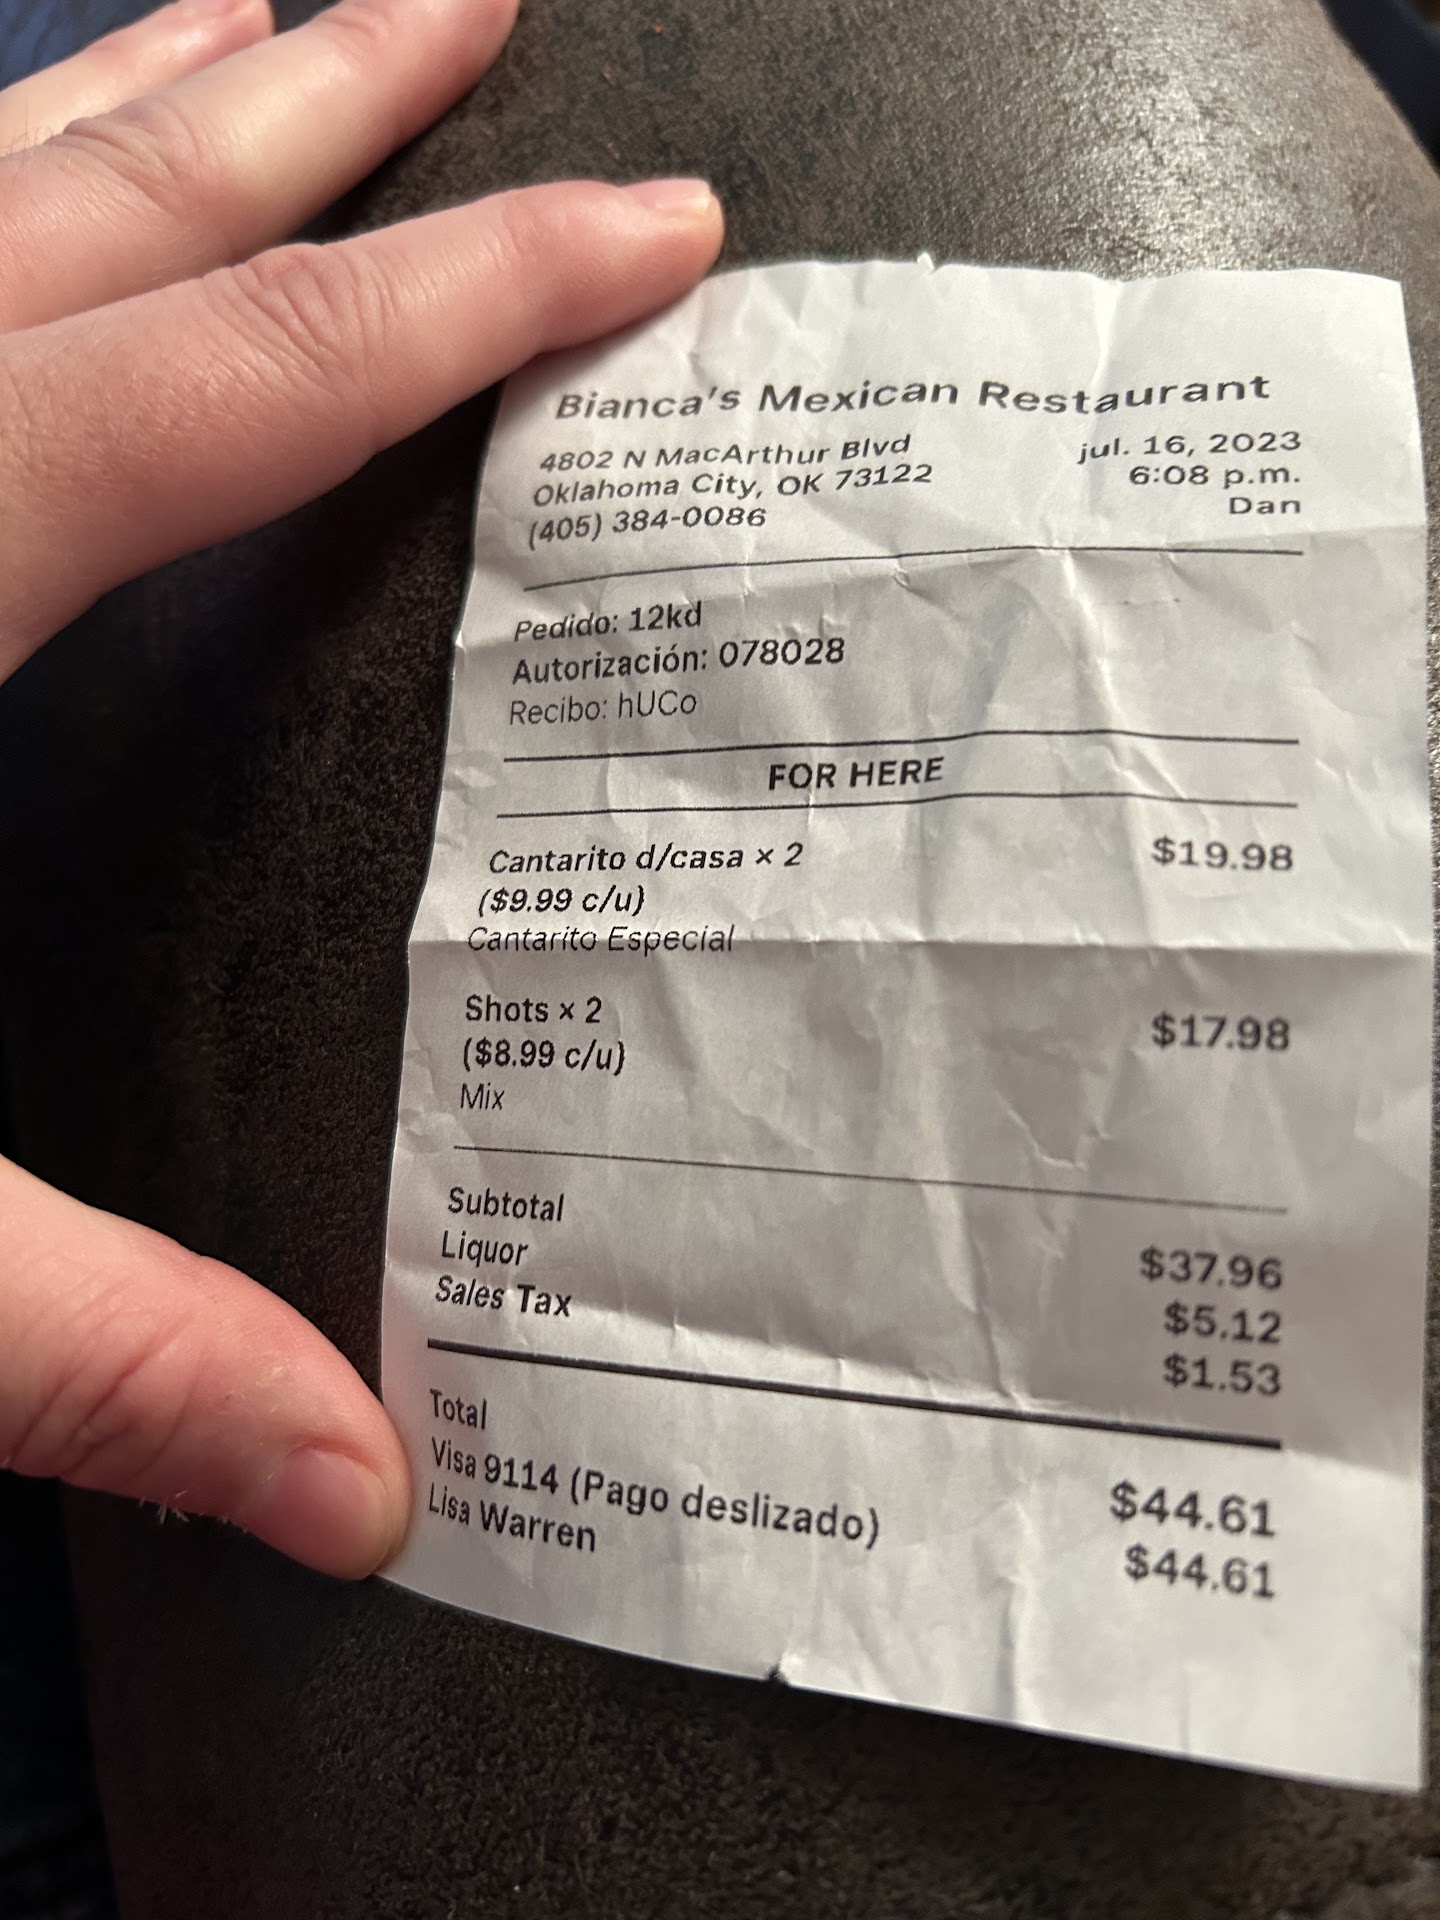 Bianca's Mexican Restaurant
4802 N MacArthur Blvd
Oklahoma City, OK 73122
(405) 384-0086
jul. 16, 2023
6:08 p.m.
Dan
Pedido: 12kd
Autorización: 078028
Recibo: hUCo
FOR HERE
Cantarito d/casa × 2 $19.98
($9.99 c/u)
Cantarito Especial
Shots × 2 $17.98
($8.99 c/u)
Mix
Subtotal $37.96
Liquor $5.12
Sales Tax $1.53
Total $44.61
Visa 9114 (Pago deslizado) $44.61
Lisa Warren